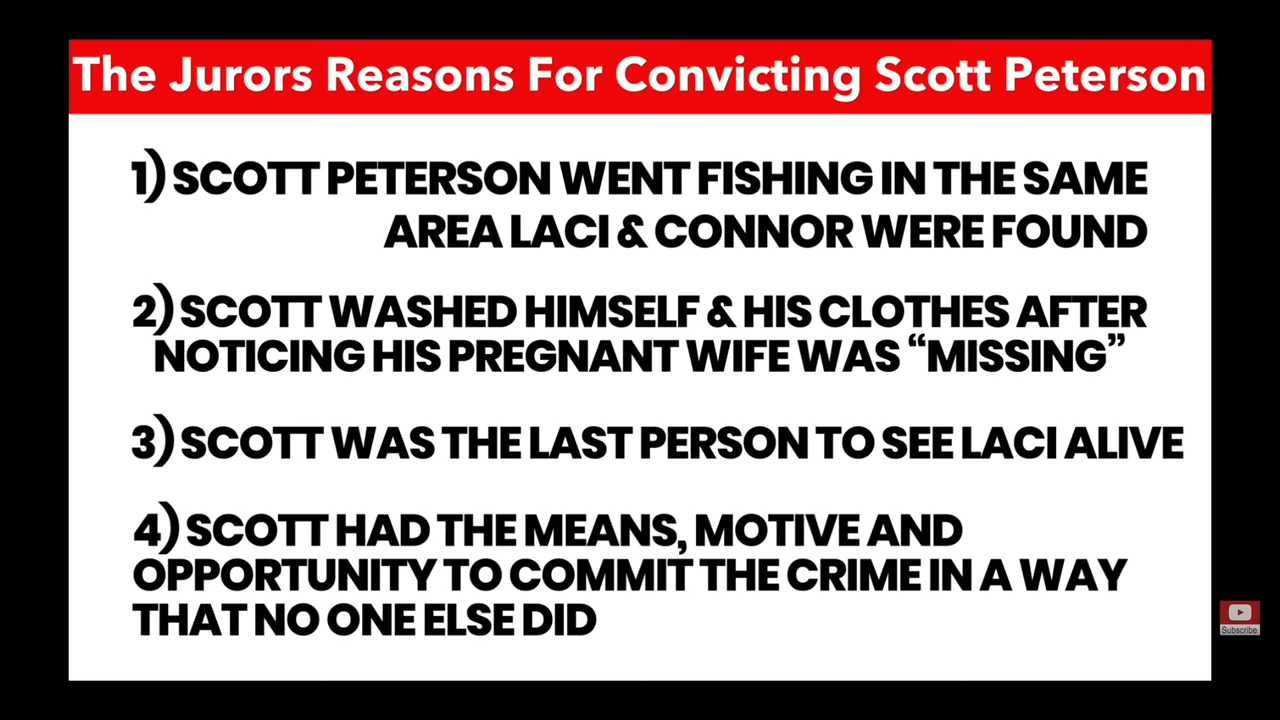 The Jurors Reasons For Convicting Scott Peterson
1) SCOTT PETERSON WENT FISHING IN THE SAME
AREA LACI & CONNOR WERE FOUND
2) SCOTT WASHED HIMSELF & HIS CLOTHES AFTER
NOTICING HIS PREGNANT WIFE WAS “MISSING”
3) SCOTT WAS THE LAST PERSON TO SEE LACI ALIVE
4) SCOTT HAD THE MEANS, MOTIVE AND
OPPORTUNITY TO COMMIT THE CRIME IN A WAY
THAT NO ONE ELSE DID
Subscribe